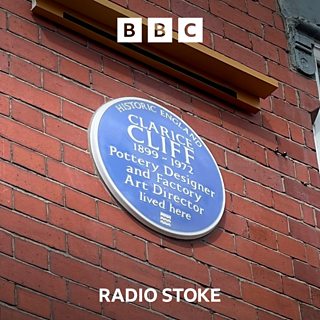 BBC
HISTORIC ENGLAND
CLARICE
CLIFF
1899-1972
Pottery Designer
and Factory
Art Director
lived here
RADIO STOKE